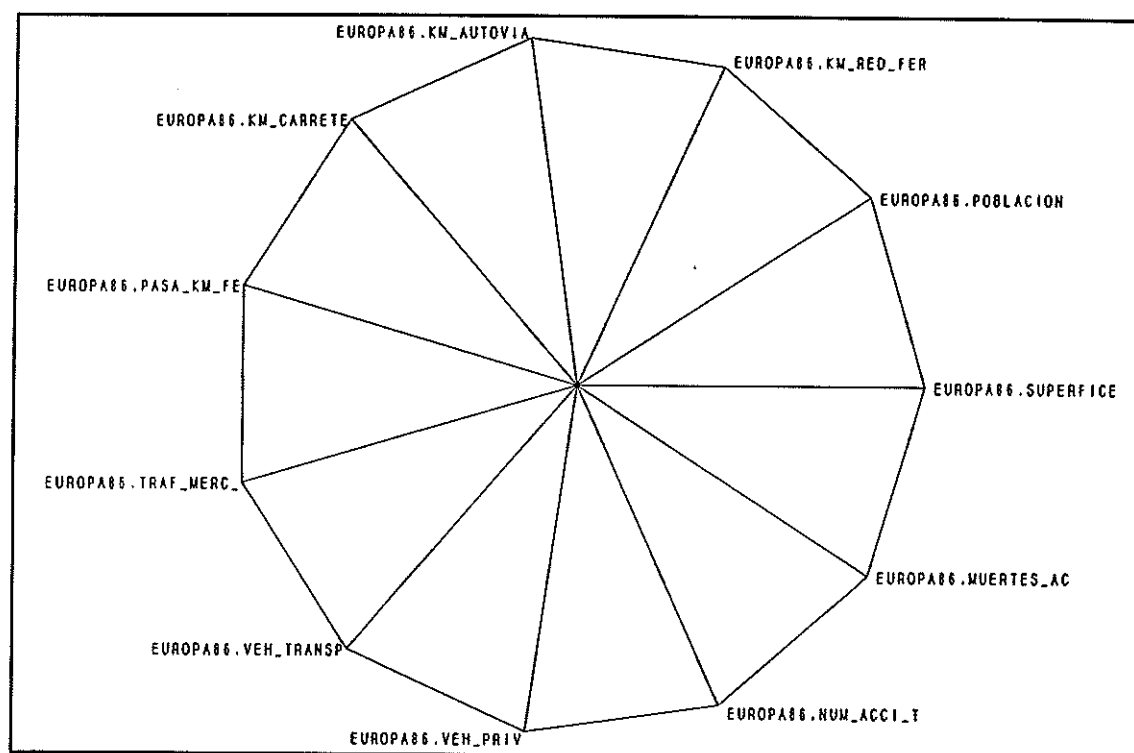 EUROPA86.KM_AUTOVIA
EUROPA86.KM_RED_FER
EUROPA86.KM_CARRETE
EUROPA86.POBLACION
EUROPA86.PASA_KM_FE
EUROPA86.SUPERFICE
EUROPA86.TRAF_MERC_
EUROPA86.MUERTES_AC
EUROPA86.VEH_TRANSP
EUROPA86.NUM_ACCI_T
EUROPA86.VEH_PRIV